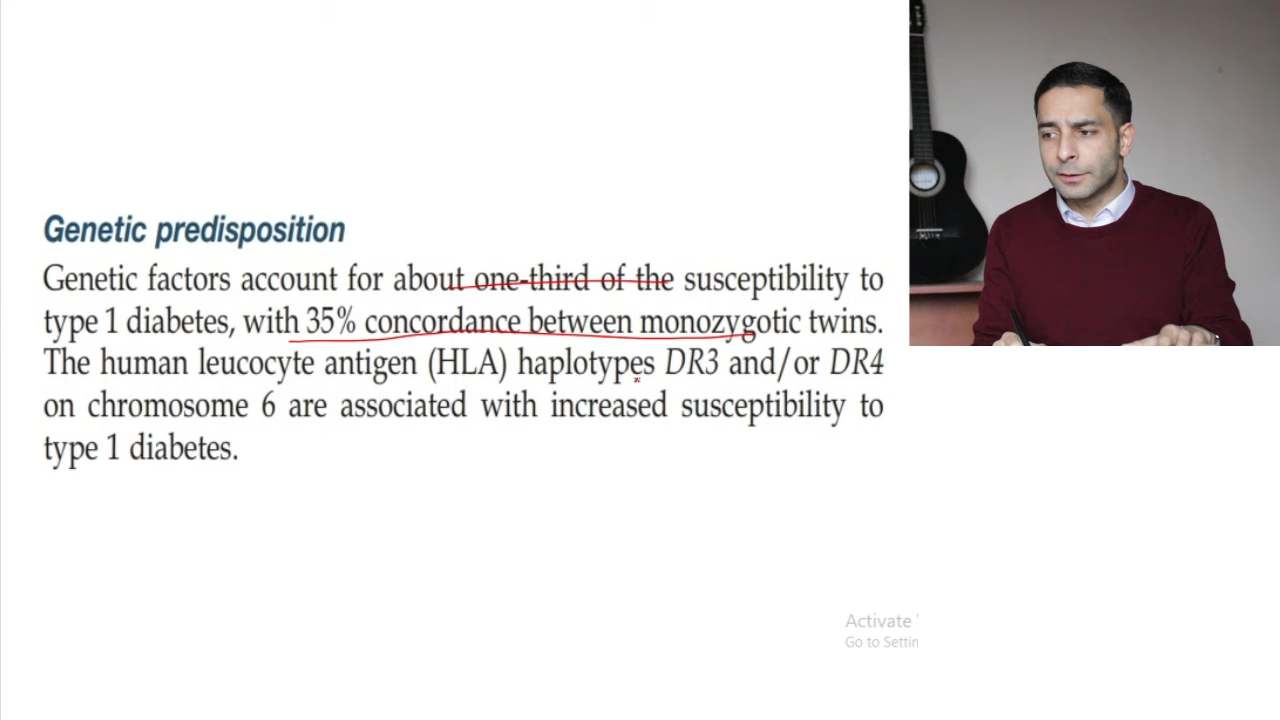 Genetic predisposition
Genetic factors account for about one-third of the susceptibility to
type 1 diabetes, with 35% concordance between monozygotic twins.
The human leucocyte antigen (HLA) haplotypes DR3 and/or DR4
on chromosome 6 are associated with increased susceptibility to
type 1 diabetes.
Activate
Go to Settin